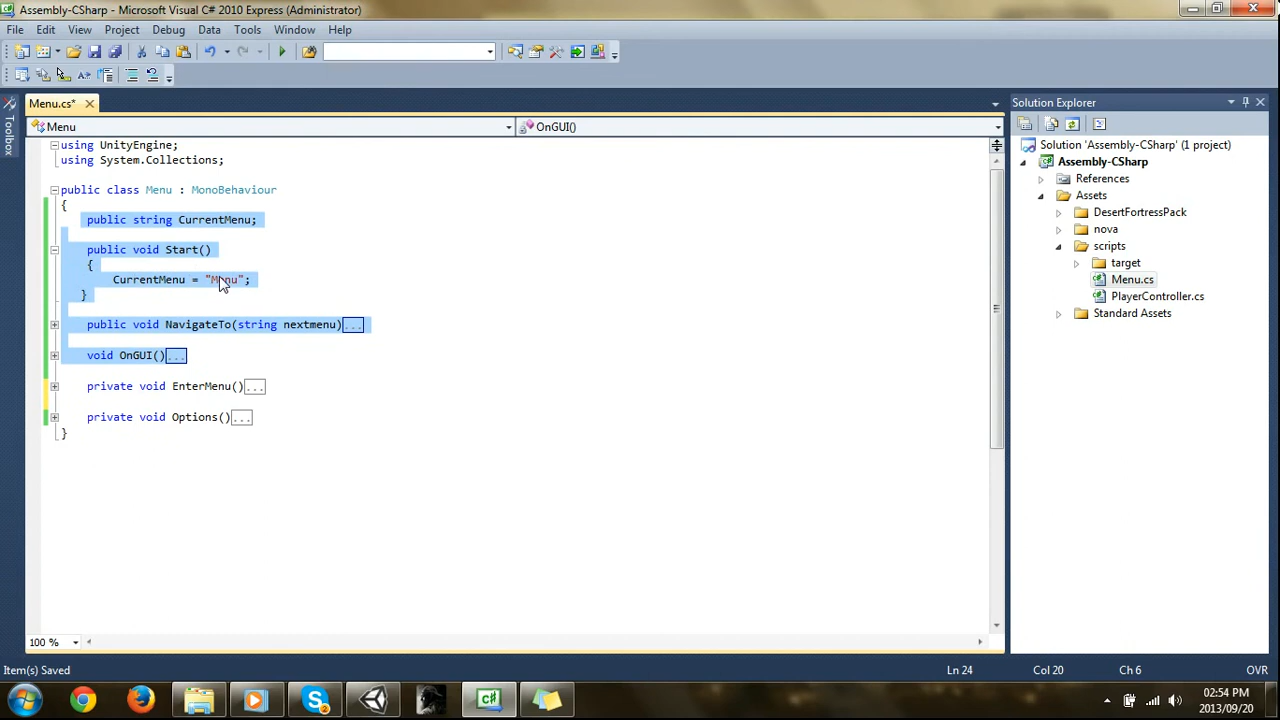 Assembly-CSharp - Microsoft Visual C# 2010 Express (Administrator)
File Edit View Project Debug Data Tools Window Help
Menu.cs*
Solution Explorer
Toolbox
Menu
OnGUI()
using UnityEngine;
using System.Collections;
public class Menu : MonoBehaviour
{
public string CurrentMenu;
public void Start()
{
CurrentMenu = "Menu";
}
public void NavigateTo(string nextmenu)...
void OnGUI()...
private void EnterMenu()...
private void Options()...
}
Solution 'Assembly-CSharp' (1 project)
Assembly-CSharp
References
Assets
DesertFortressPack
nova
scripts
target
Menu.cs
PlayerController.cs
Standard Assets
100 %
Item(s) Saved
Ln 24
Col 20
Ch 6
OVR
02:54 PM
2013/09/20